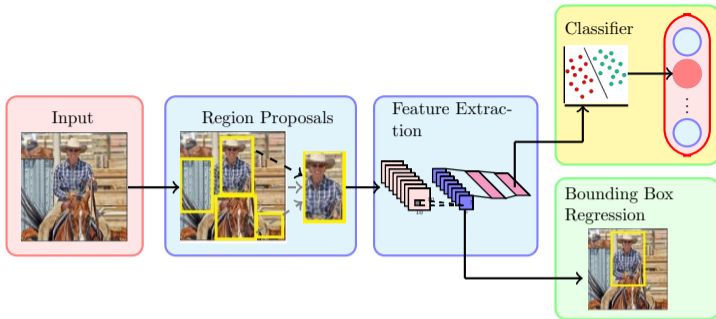 Input
Region Proposals
Feature Extrac-
tion
Classifier
Bounding Box
Regression